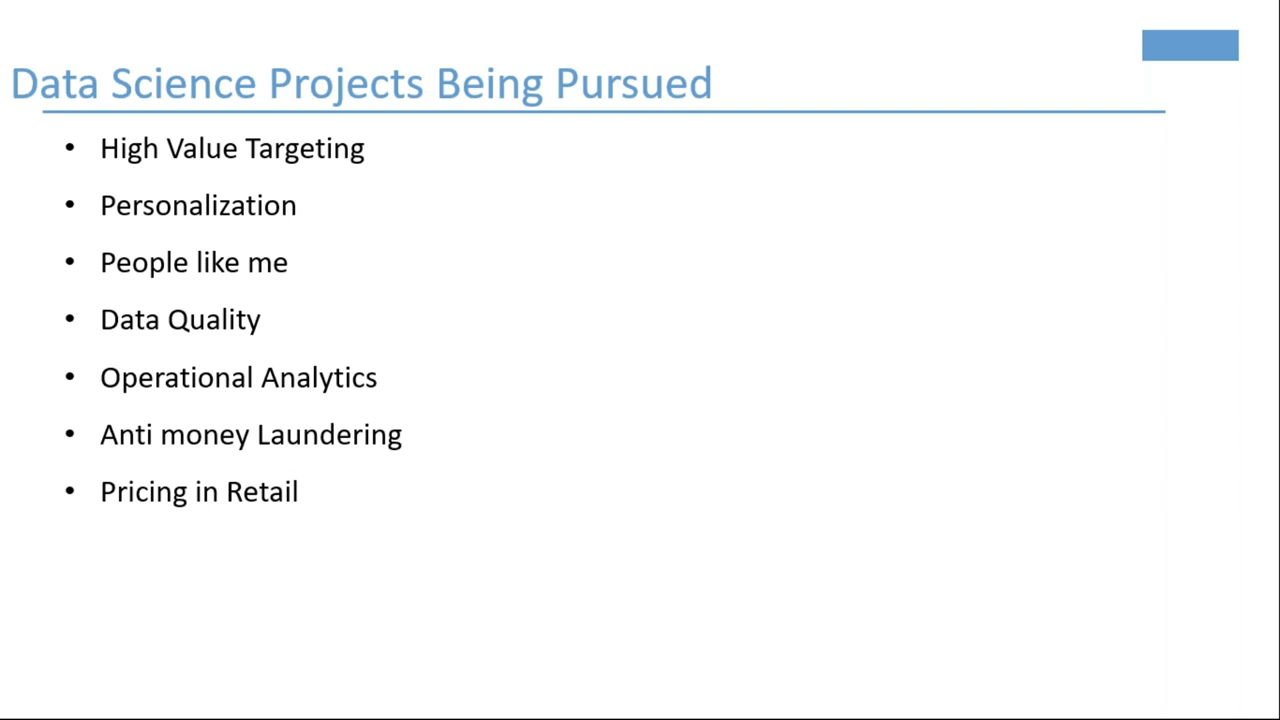 Data Science Projects Being Pursued
• High Value Targeting
• Personalization
• People like me
• Data Quality
• Operational Analytics
• Anti money Laundering
• Pricing in Retail